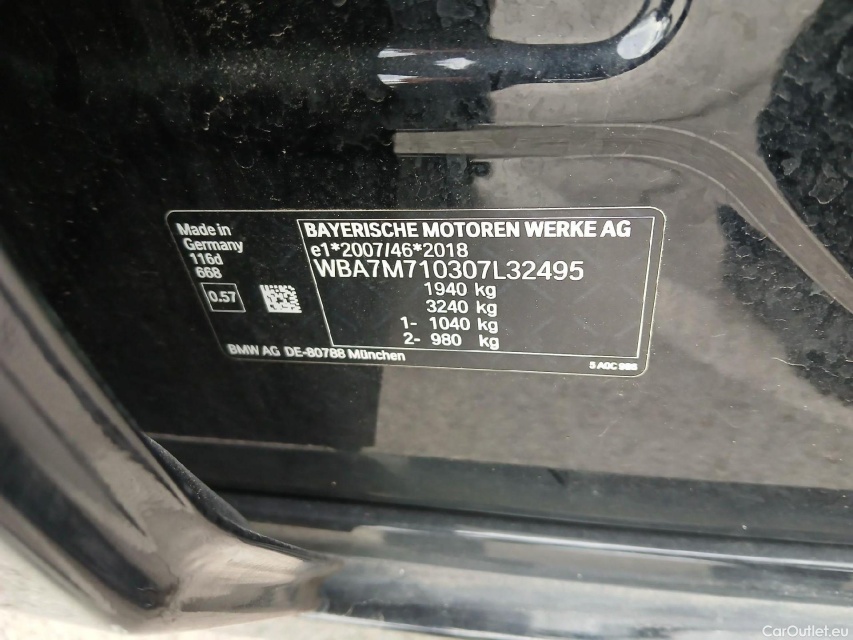 Made in
Germany
116d
668
0.57
BAYERISCHE MOTOREN WERKE AG
e1*2007/46*2018
WBA7M710307L32495
1940 kg
3240 kg
1- 1040 kg
2- 980 kg
BMW AG DE-80788 München
CarOutlet.eu